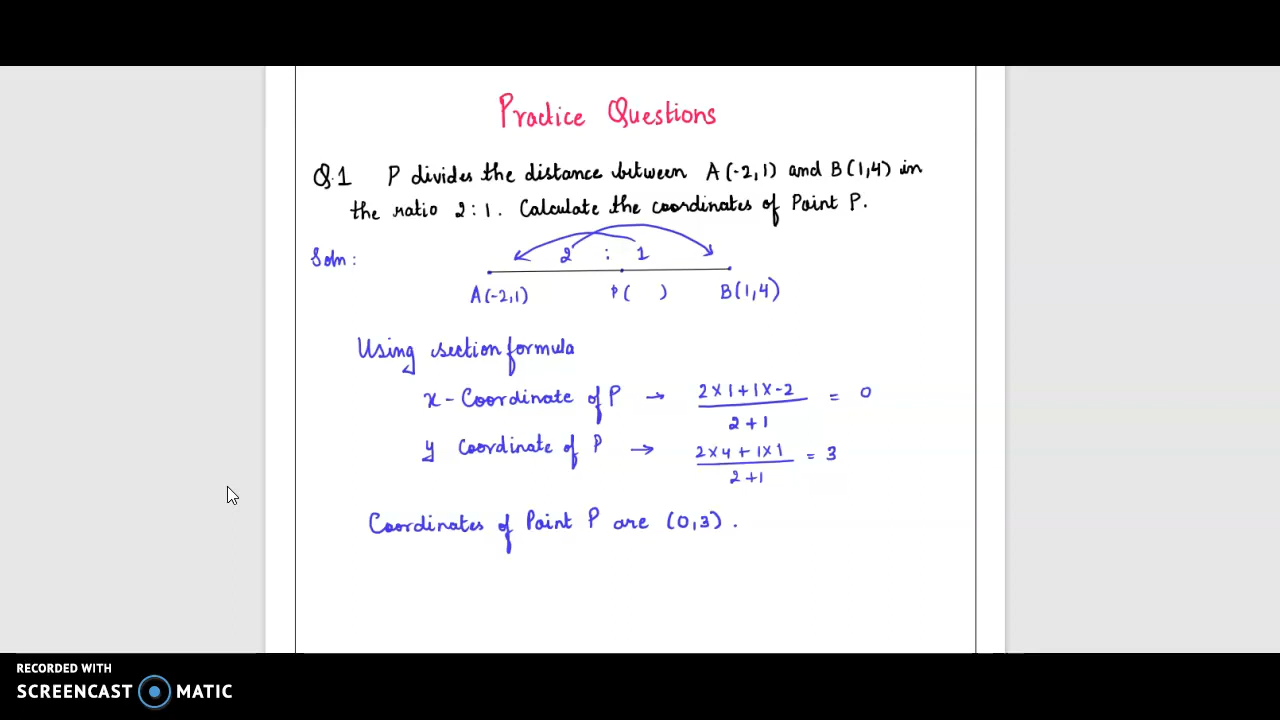 Practice Questions
Q.1 P divides the distance between A(-2,1) and B(1,4) in
the ratio 2:1. Calculate the coordinates of Point P.
Soln:
2 : 1
A(-2,1) P( ) B(1,4)
Using section formula
x - Coordinate of P → 2×1+1×-2 / 2+1 = 0
y Coordinate of P → 2×4+1×1 / 2+1 = 3
Coordinates of Point P are (0,3).
RECORDED WITH
SCREENCAST MATIC